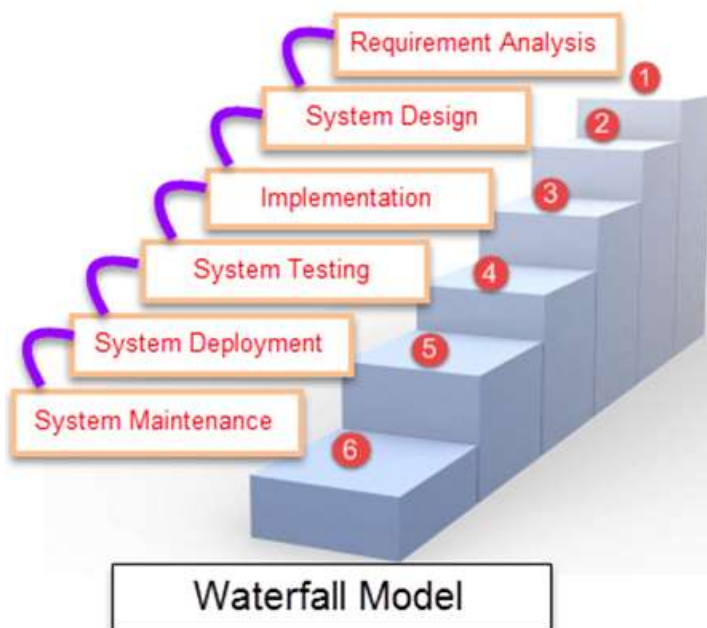 Requirement Analysis
1
System Design
2
Implementation
3
System Testing
4
System Deployment
5
System Maintenance
6
Waterfall Model